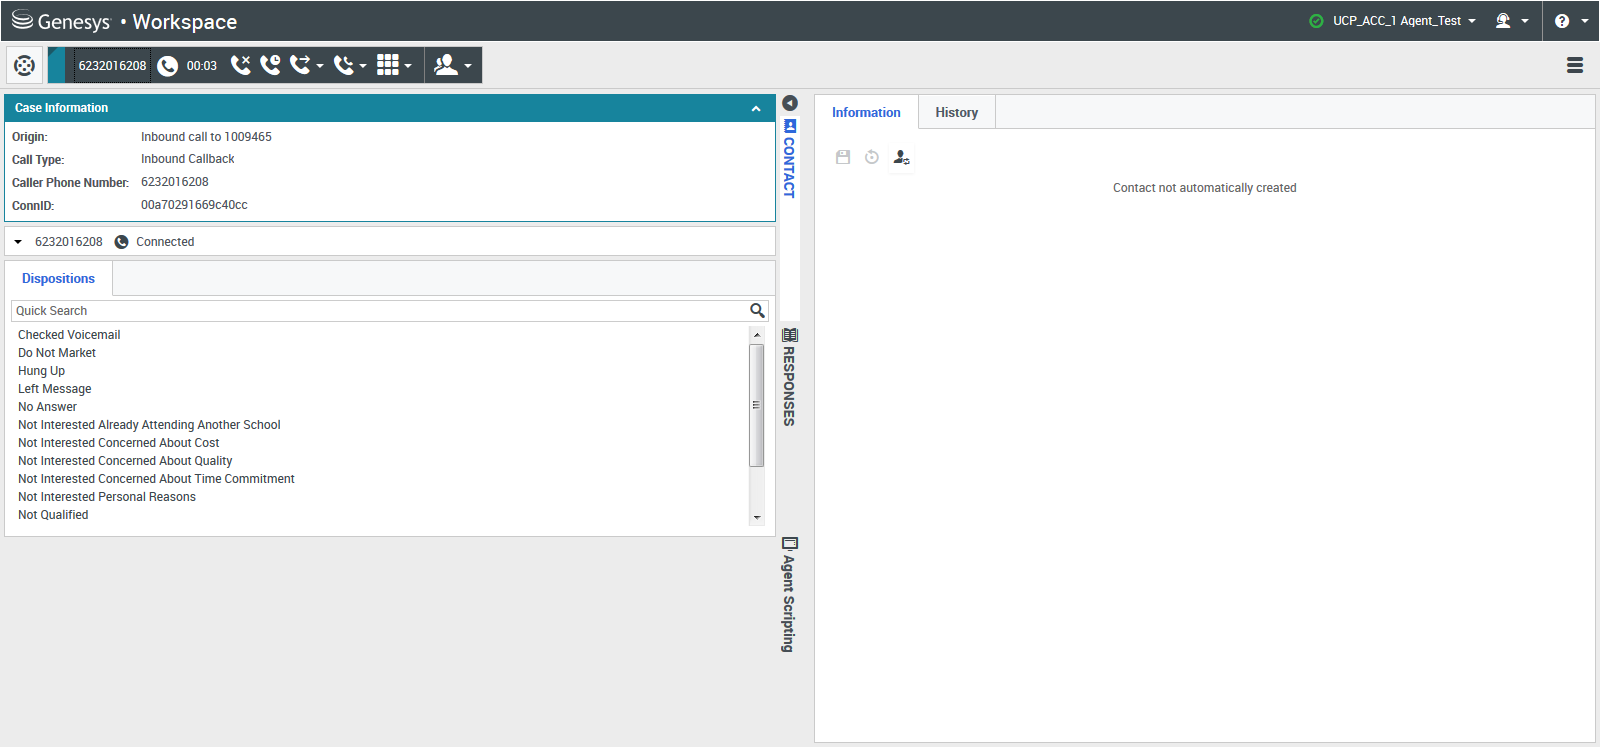 Genesys • Workspace
UCP_ACC_1 Agent_Test
?
6232016208 00:03
Case Information
Origin: Inbound call to 1009465
Call Type: Inbound Callback
Caller Phone Number: 6232016208
ConnID: 00a70291669c40cc
6232016208 Connected
Dispositions
Quick Search
Checked Voicemail
Do Not Market
Hung Up
Left Message
No Answer
Not Interested Already Attending Another School
Not Interested Concerned About Cost
Not Interested Concerned About Quality
Not Interested Concerned About Time Commitment
Not Interested Personal Reasons
Not Qualified
CONTACT
RESPONSES
Agent Scripting
Information History
Contact not automatically created